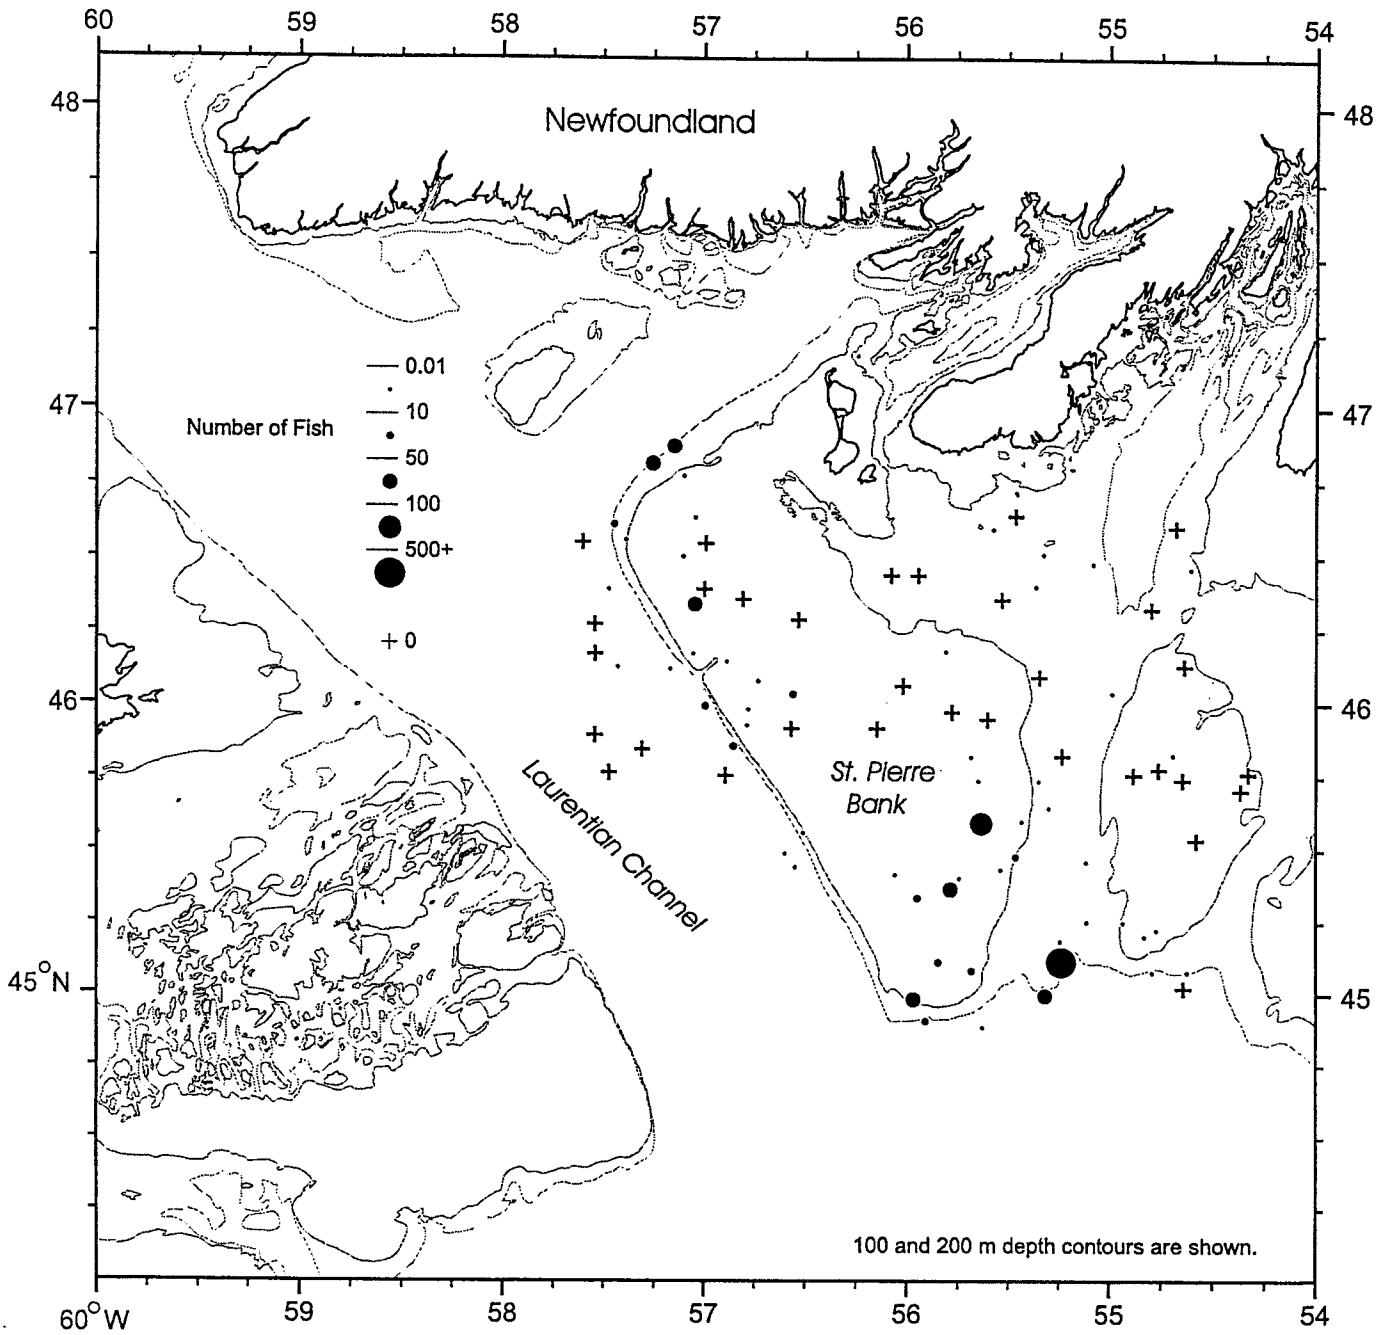 60 59 58 57 56 55 54
48 48
Newfoundland
0.01
47 47
10
Number of Fish
50
100
500+
0
46 46
St. Pierre
Bank
Laurentian Channel
45°N 45
100 and 200 m depth contours are shown.
60°W 59 58 57 56 55 54